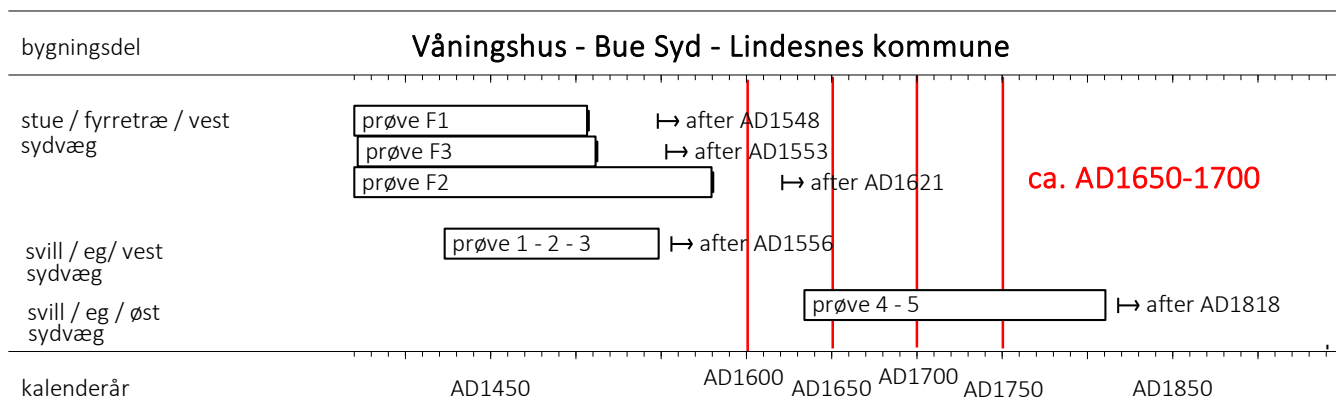 bygningsdel
Våningshus - Bue Syd - Lindesnes kommune
stue / fyrretræ / vest
sydvæg
prøve F1
after AD1548
prøve F3
after AD1553
prøve F2
after AD1621
ca. AD1650-1700
svill / eg/ vest
sydvæg
prøve 1 - 2 - 3
after AD1556
svill / eg / øst
sydvæg
prøve 4 - 5
after AD1818
kalenderår
AD1450
AD1600
AD1650
AD1700
AD1750
AD1850